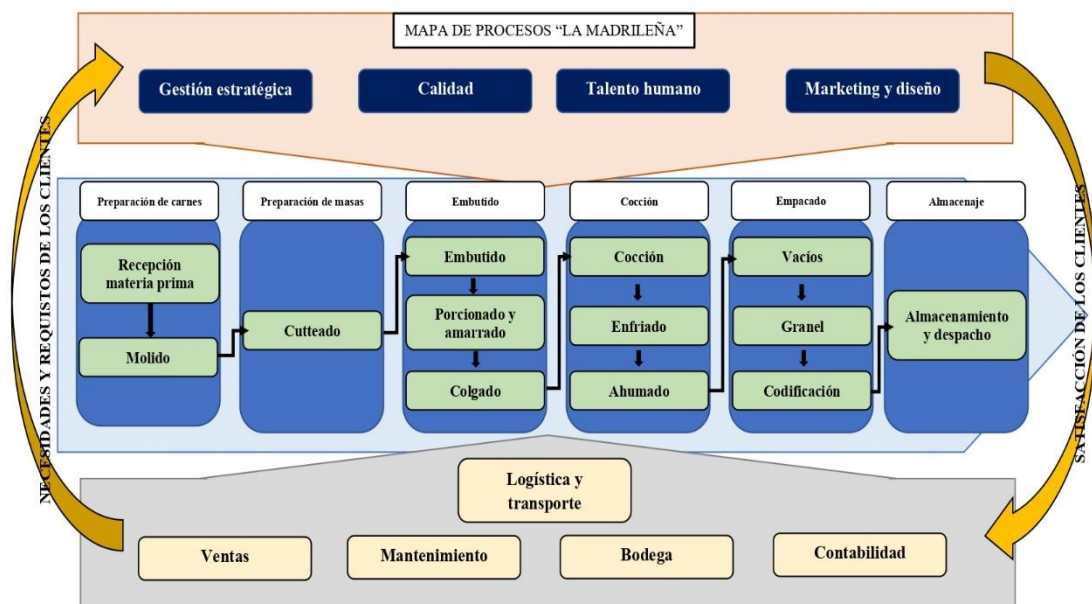 MAPA DE PROCESOS “LA MADRILEÑA”
Gestión estratégica
Calidad
Talento humano
Marketing y diseño
NECESIDADES Y REQUISTOS DE LOS CLIENTES
Preparación de carnes
Preparación de masas
Embutido
Cocción
Empacado
Almacenaje
Recepción
materia prima
Molido
Cutteado
Embutido
Porcionado y
amarrado
Colgado
Cocción
Enfriado
Ahumado
Vacíos
Granel
Codificación
Almacenamiento
y despacho
SATISFACCIÓN DE LOS CLIENTES
Logística y
transporte
Ventas
Mantenimiento
Bodega
Contabilidad